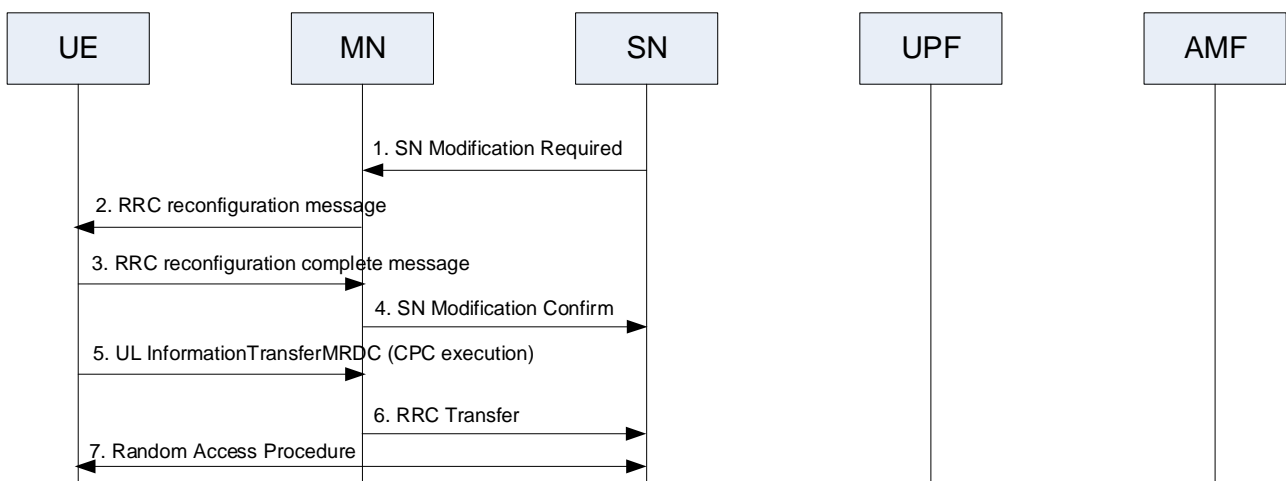 UE
MN
SN
UPF
AMF
1. SN Modification Required
2. RRC reconfiguration message
3. RRC reconfiguration complete message
4. SN Modification Confirm
5. UL InformationTransferMRDC (CPC execution)
6. RRC Transfer
7. Random Access Procedure